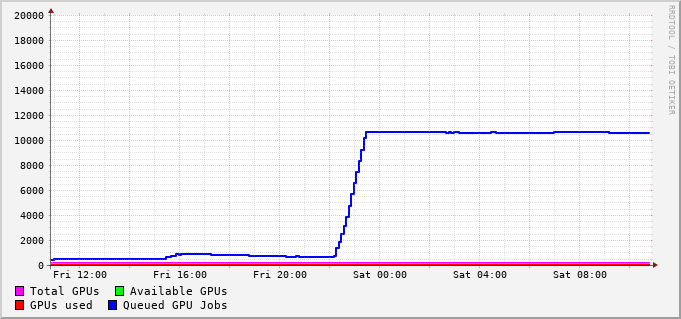 20000
18000
16000
14000
12000
10000
8000
6000
4000
2000
0
Fri 12:00 Fri 16:00 Fri 20:00 Sat 00:00 Sat 04:00 Sat 08:00
Total GPUs Available GPUs
GPUs used Queued GPU Jobs
RRDTOOL / TOBI OETIKER